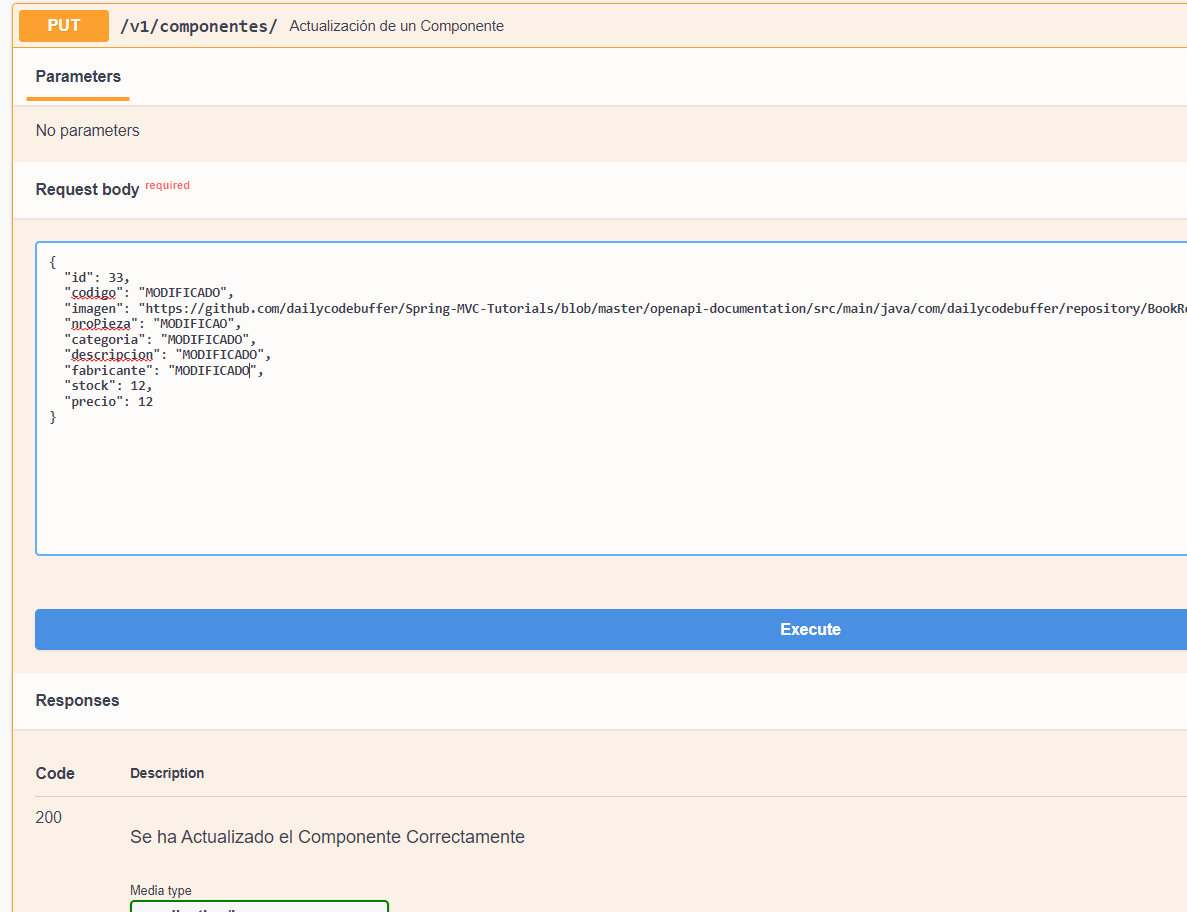 PUT /v1/componentes/ Actualización de un Componente
Parameters
No parameters
Request body required
{
"id": 33,
"codigo": "MODIFICADO",
"imagen": "https://github.com/dailycodebuffer/Spring-MVC-Tutorials/blob/master/openapi-documentation/src/main/java/com/dailycodebuffer/repository/BookR
"nroPieza": "MODIFICAO",
"categoria": "MODIFICADO",
"descripcion": "MODIFICADO",
"fabricante": "MODIFICADO",
"stock": 12,
"precio": 12
}
Execute
Responses
Code Description
200
Se ha Actualizado el Componente Correctamente
Media type